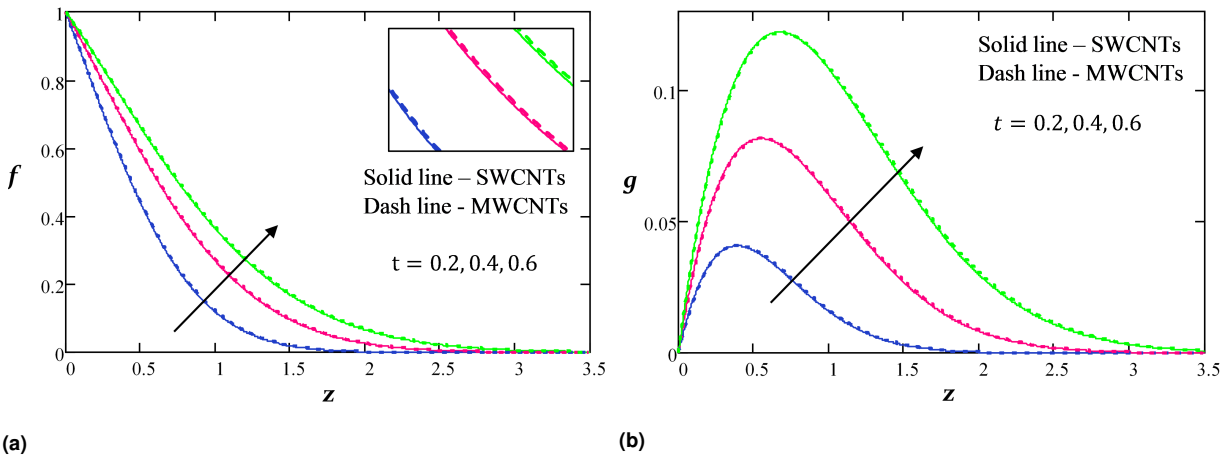 1
0.8
0.6
0.4
0.2
0
f
Solid line – SWCNTs
Dash line - MWCNTs
t = 0.2, 0.4, 0.6
0 0.5 1 1.5 2 2.5 3 3.5
z
(a)
0.1
0.05
0
g
Solid line – SWCNTs
Dash line - MWCNTs
t = 0.2, 0.4, 0.6
0 0.5 1 1.5 2 2.5 3 3.5
z
(b)